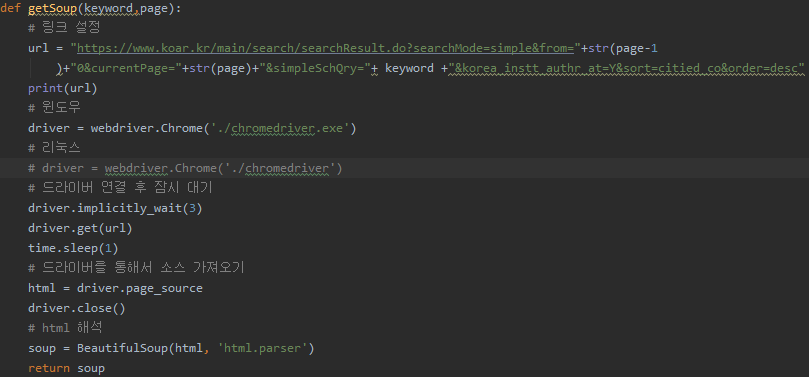 def getSoup(keyword,page):
# 링크 설정
url = "https://www.koar.kr/main/search/searchResult.do?searchMode=simple&from="+str(page-1
)+"0&currentPage="+str(page)+"&simpleSchQry="+ keyword +"&korea_instt_authr_at=Y&sort=citied_co&order=desc"
print(url)
# 윈도우
driver = webdriver.Chrome('./chromedriver.exe')
# 리눅스
# driver = webdriver.Chrome('./chromedriver')
# 드라이버 연결 후 잠시 대기
driver.implicitly_wait(3)
driver.get(url)
time.sleep(1)
# 드라이버를 통해서 소스 가져오기
html = driver.page_source
driver.close()
# html 해석
soup = BeautifulSoup(html, 'html.parser')
return soup